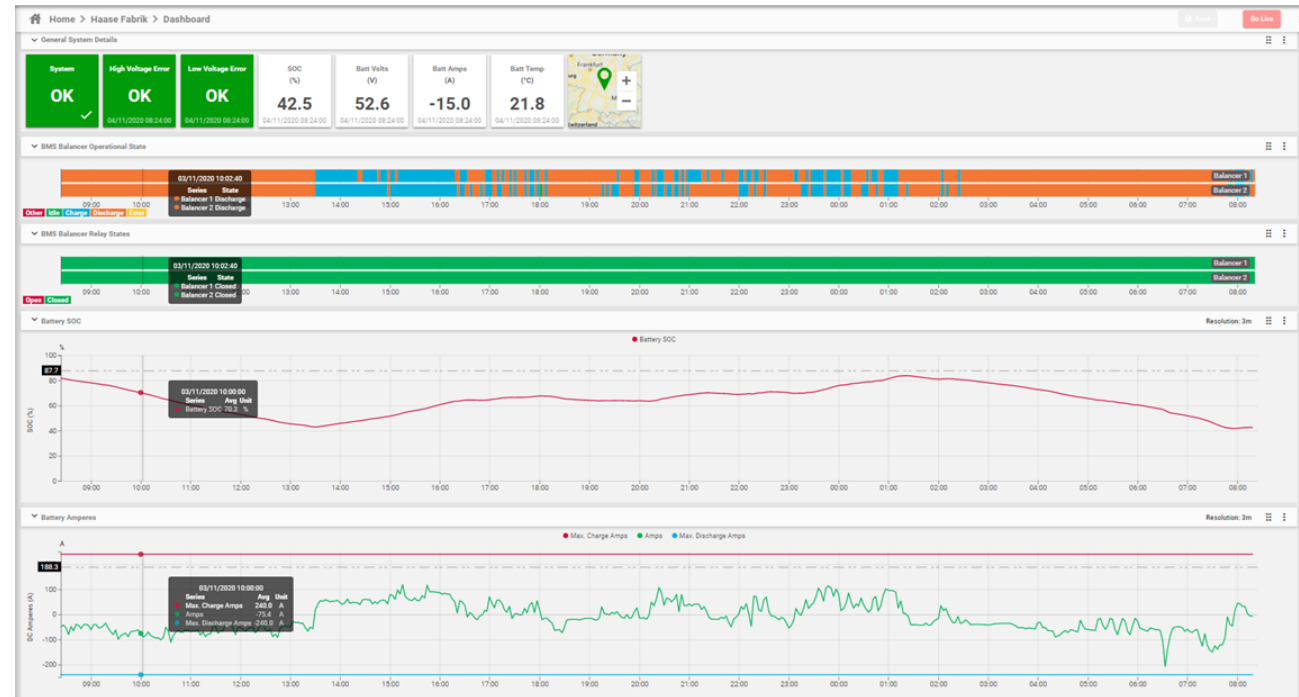 Home > Haase Fabrik > Dashboard
Save
Go Live
General System Details
System
OK
High Voltage Error
OK
04/11/2020 08:24:00
Low Voltage Error
OK
04/11/2020 08:24:00
SOC
(%)
42.5
04/11/2020 08:24:00
Batt Volts
(V)
52.6
04/11/2020 08:24:00
Batt Amps
(A)
-15.0
04/11/2020 08:24:00
Batt Temp
(°C)
21.8
04/11/2020 08:24:00
Frankfurt
+
−
BMS Balancer Operational State
03/11/2020 10:02:40
Series State
Balancer 1 Discharge
Balancer 2 Discharge
Balancer 1
Balancer 2
09:00 10:00 13:00 14:00 15:00 16:00 17:00 18:00 19:00 20:00 21:00 22:00 23:00 00:00 01:00 02:00 03:00 04:00 05:00 06:00 07:00 08:00
Other Idle Charge Discharge Error
BMS Balancer Relay States
03/11/2020 10:02:40
Series State
Balancer 1 Closed
Balancer 2 Closed
Balancer 1
Balancer 2
09:00 10:00 13:00 14:00 15:00 16:00 17:00 18:00 19:00 20:00 21:00 22:00 23:00 00:00 01:00 02:00 03:00 04:00 05:00 06:00 07:00 08:00
Open Closed
Battery SOC
Resolution: 3m
Battery SOC
%
100
87.7
80
60
40
20
0
SOC (%)
03/11/2020 10:00:00
Series Avg Unit
Battery SOC 70.3 %
09:00 10:00 11:00 12:00 13:00 14:00 15:00 16:00 17:00 18:00 19:00 20:00 21:00 22:00 23:00 00:00 01:00 02:00 03:00 04:00 05:00 06:00 07:00 08:00
Battery Amperes
Resolution: 3m
Max. Charge Amps Amps Max. Discharge Amps
A
188.3
100
0
-100
-200
DC Amperes (A)
03/11/2020 10:00:00
Series Avg Unit
Max. Charge Amps 240.0 A
Amps -75.4 A
Max. Discharge Amps -240.0 A
09:00 10:00 11:00 12:00 13:00 14:00 15:00 16:00 17:00 18:00 19:00 20:00 21:00 22:00 23:00 00:00 01:00 02:00 03:00 04:00 05:00 06:00 07:00 08:00